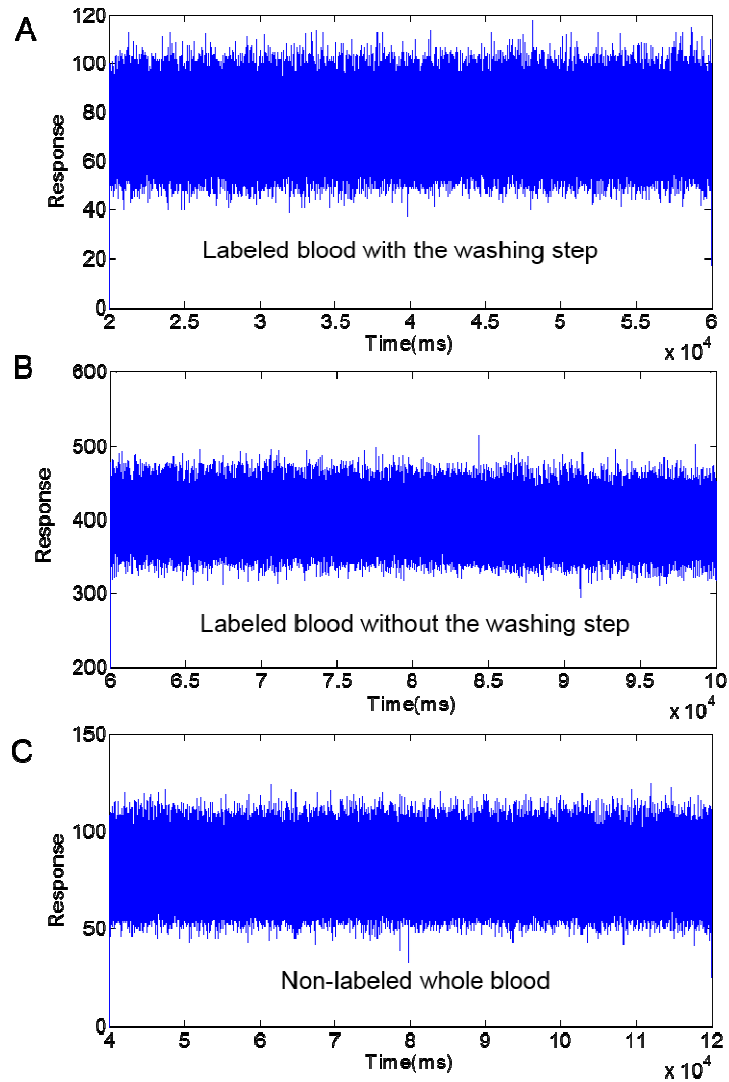 A
120
100
80
60
40
20
0
Response
Labeled blood with the washing step
2 2.5 3 3.5 4 4.5 5 5.5 6
Time(ms)
x 10^4
B
600
500
400
300
200
Response
Labeled blood without the washing step
6 6.5 7 7.5 8 8.5 9 9.5 10
Time(ms)
x 10^4
C
150
100
50
0
Response
Non-labeled whole blood
4 5 6 7 8 9 10 11 12
Time(ms)
x 10^4